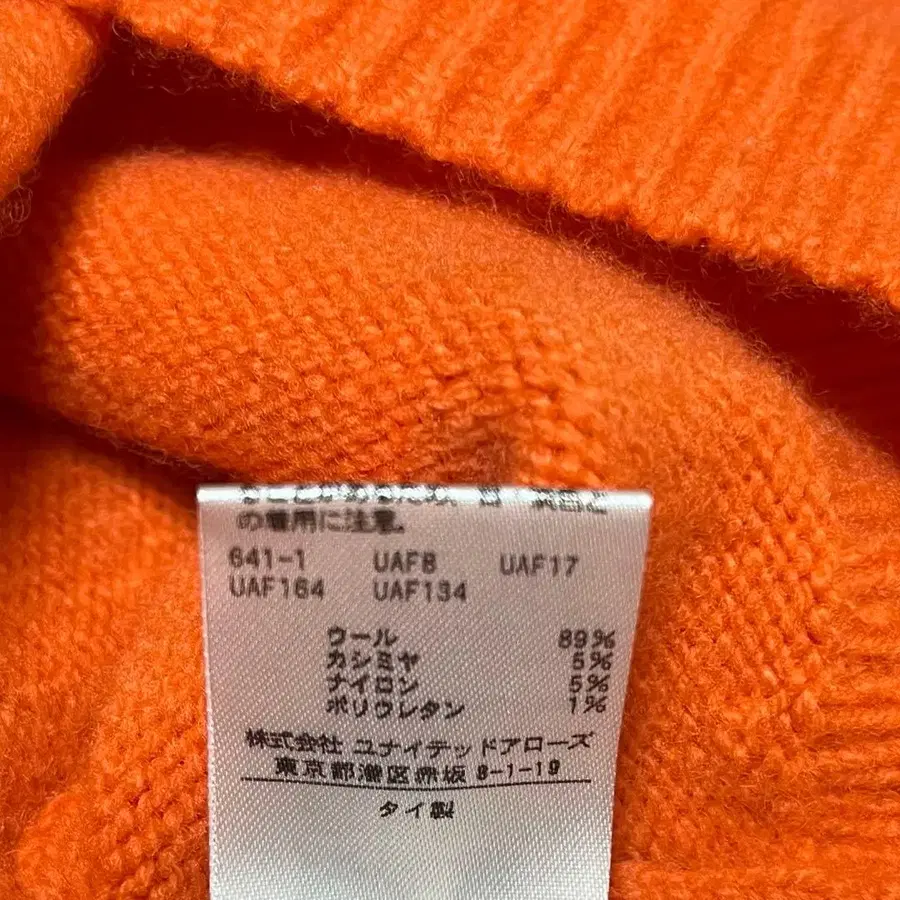 の着用に注意。
641-1 UAF8 UAF17
UAF164 UAF134
ウール 89%
カシミヤ 5%
ナイロン 5%
ポリウレタン 1%
株式会社 ユナイテッドアローズ
東京都港区赤坂 8-1-19
タイ製